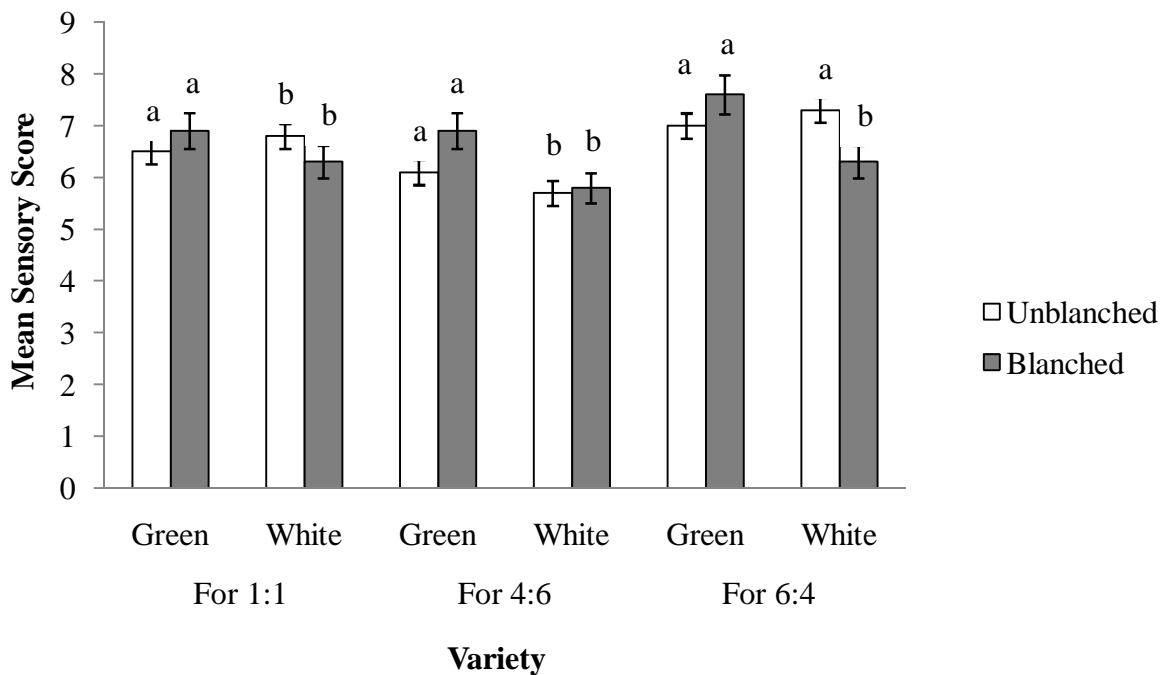 Mean Sensory Score
9
8
7
6
5
4
3
2
1
0
a
a
b
b
a
a
b
b
a
a
a
b
Green White Green White Green White
For 1:1 For 4:6 For 6:4
Variety
Unblanched
Blanched